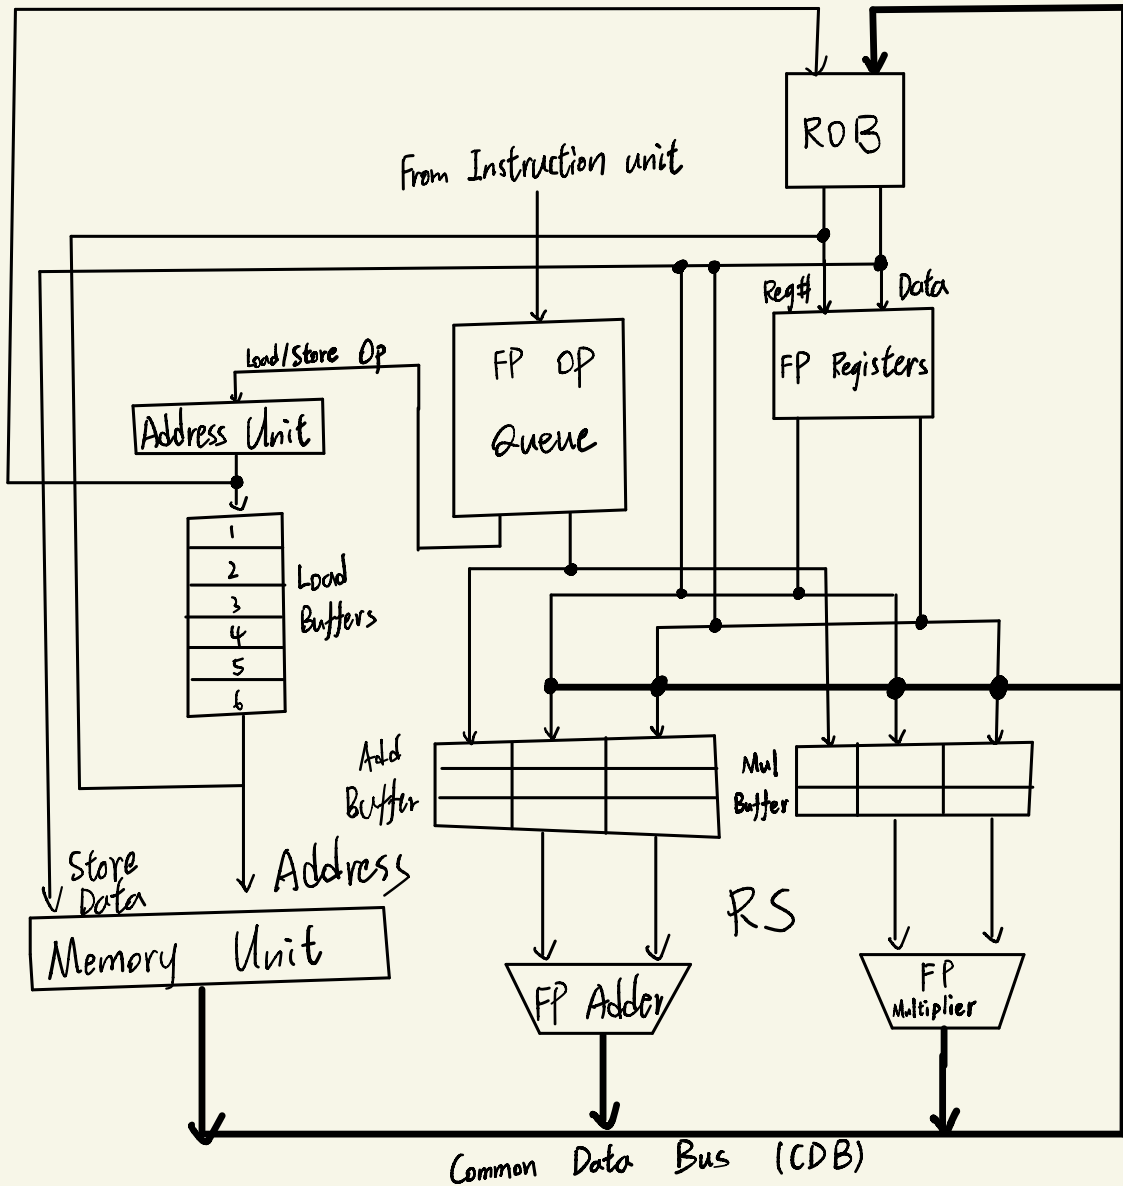 ROB
From Instruction unit
Reg#
Data
FP OP
Queue
FP Registers
Load/Store Op
Address Unit
1
2
3
4
5
6
Load
Buffers
Add
Buffer
Mul
Buffer
Store
Data
Address
RS
Memory Unit
FP Adder
FP
Multiplier
Common Data Bus (CDB)